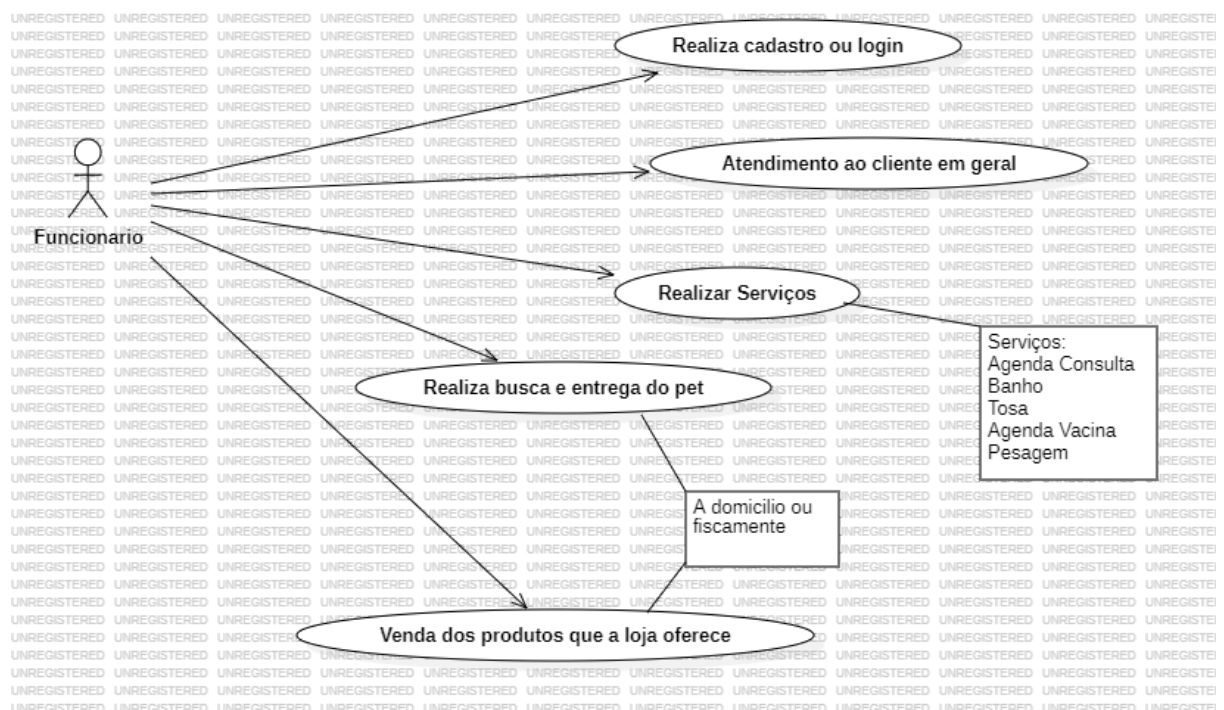 Realiza cadastro ou login
Atendimento ao cliente em geral
Funcionario
Realizar Serviços
Serviços:
Agenda Consulta
Banho
Tosa
Agenda Vacina
Pesagem
Realiza busca e entrega do pet
A domicilio ou
fiscamente
Venda dos produtos que a loja oferece
UNREGISTERED